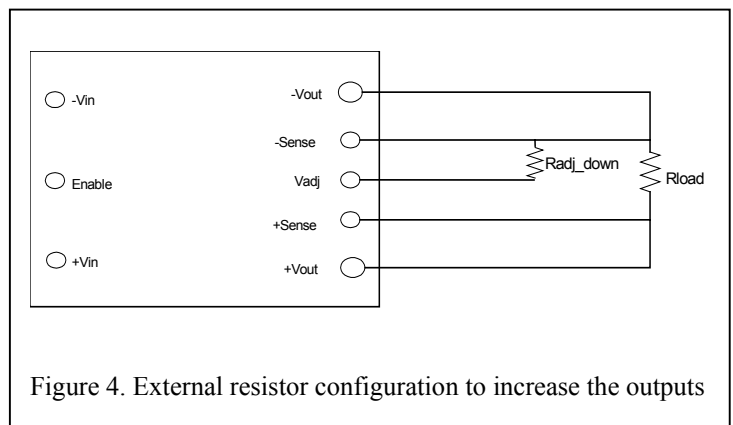 -Vin
-Vout
-Sense
Radj_down
Enable
Vadj
Rload
+Sense
+Vin
+Vout
Figure 4. External resistor configuration to increase the outputs